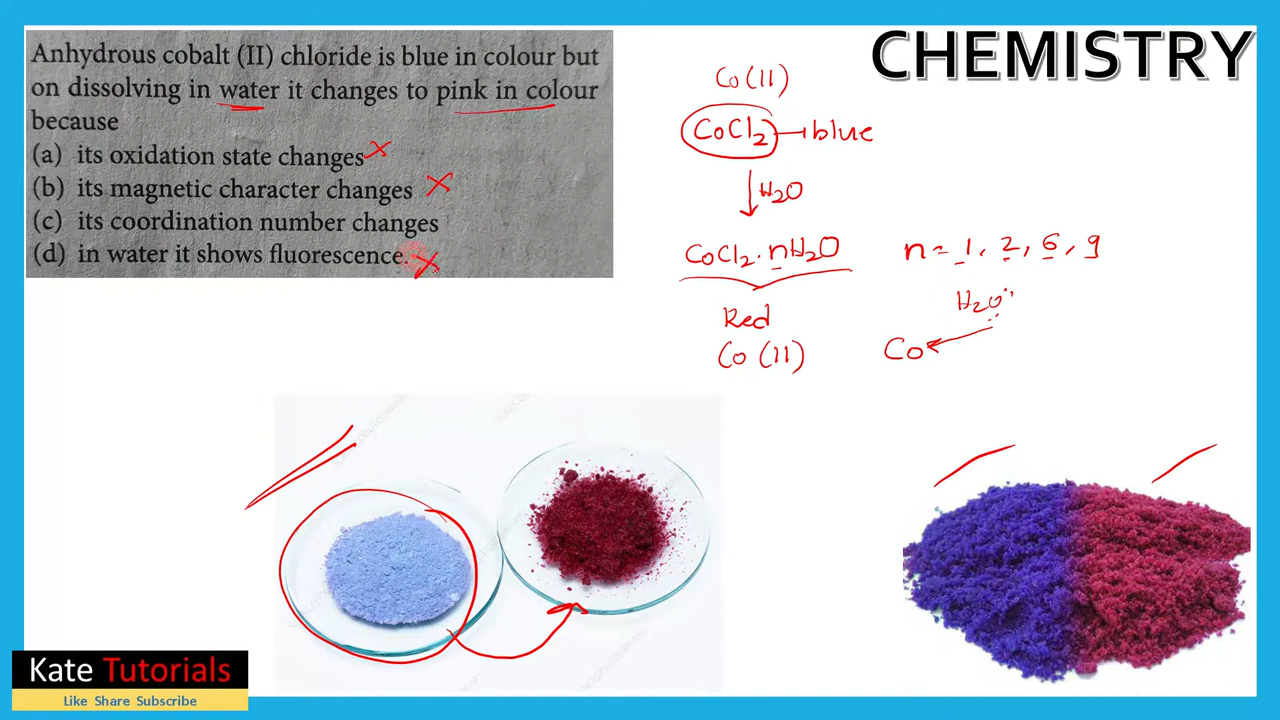 Anhydrous cobalt (II) chloride is blue in colour but
on dissolving in water it changes to pink in colour
because
(a) its oxidation state changes
(b) its magnetic character changes
(c) its coordination number changes
(d) in water it shows fluorescence.
CHEMISTRY
Co(II)
CoCl2 → blue
↓ H2O
CoCl2·nH2O n = 1, 2, 6, 9
Red
Co (II)
H2O
Co
Kate Tutorials
Like Share Subscribe